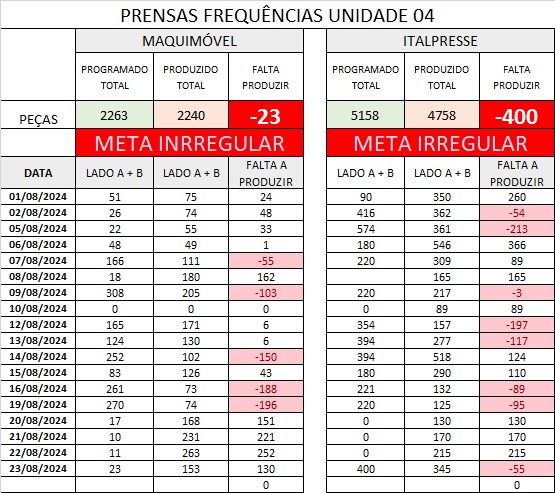 PRENSAS FREQUÊNCIAS UNIDADE 04
MAQUIMÓVEL ITALPRESSE
PROGRAMADO TOTAL PRODUZIDO TOTAL FALTA PRODUZIR PROGRAMADO TOTAL PRODUZIDO TOTAL FALTA PRODUZIR
PEÇAS 2263 2240 -23 5158 4758 -400
META INRREGULAR META IRREGULAR
DATA LADO A + B LADO A + B FALTA A PRODUZIR LADO A + B LADO A + B FALTA A PRODUZIR
01/08/2024 51 75 24 90 350 260
02/08/2024 26 74 48 416 362 -54
05/08/2024 22 55 33 574 361 -213
06/08/2024 48 49 1 180 546 366
07/08/2024 166 111 -55 220 309 89
08/08/2024 18 180 162 165 165
09/08/2024 308 205 -103 220 217 -3
10/08/2024 0 0 0 0 89 89
12/08/2024 165 171 6 354 157 -197
13/08/2024 124 130 6 394 277 -117
14/08/2024 252 102 -150 394 518 124
15/08/2024 83 126 43 180 290 110
16/08/2024 261 73 -188 221 132 -89
19/08/2024 270 74 -196 220 125 -95
20/08/2024 17 168 151 0 130 130
21/08/2024 10 231 221 0 170 170
22/08/2024 11 263 252 0 215 215
23/08/2024 23 153 130 400 345 -55
0 0